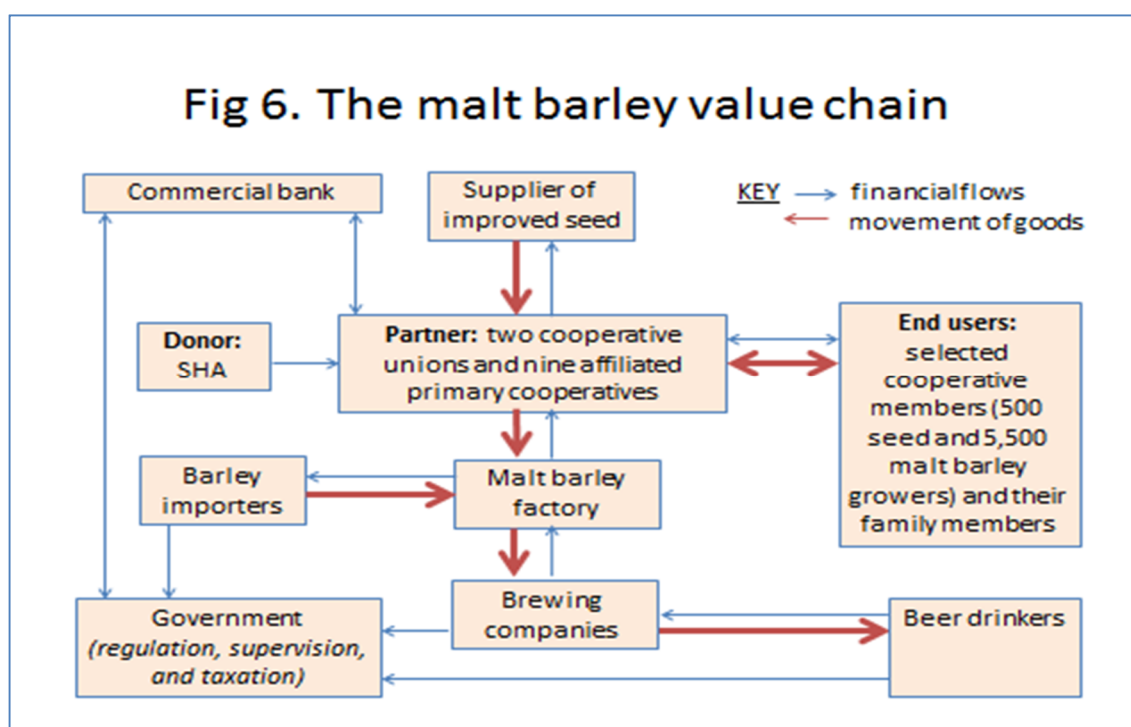 Fig 6. The malt barley value chain
Commercial bank
Supplier of
improved seed
KEY
financial flows
movement of goods
Donor:
SHA
Partner: two cooperative
unions and nine affiliated
primary cooperatives
End users:
selected
cooperative
members (500
seed and 5,500
malt barley
growers) and their
family members
Barley
importers
Malt barley
factory
Government
(regulation, supervision,
and taxation)
Brewing
companies
Beer drinkers